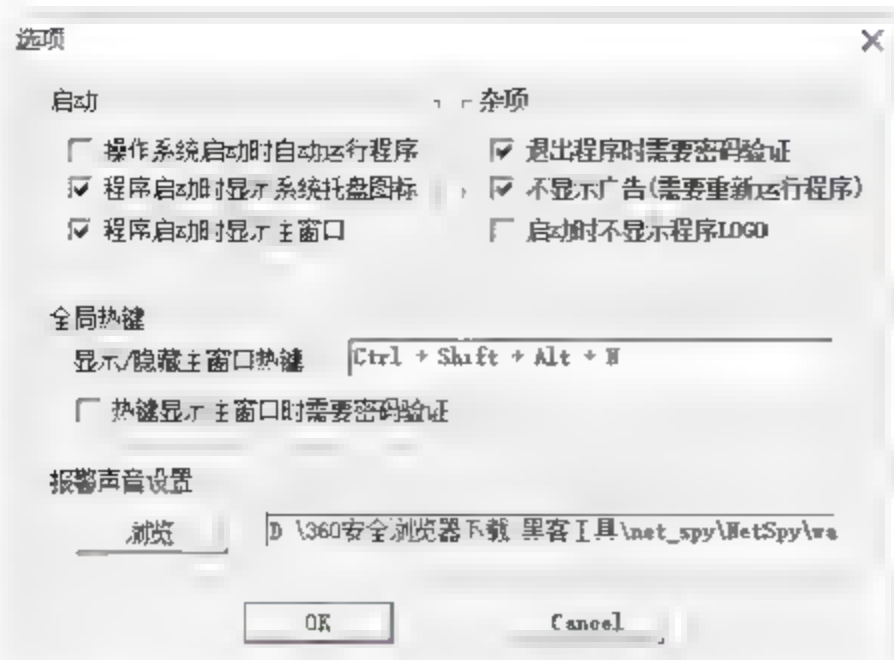 选项
启动
操作系统启动时自动运行程序
程序启动时显示系统托盘图标
程序启动时显示主窗口
杂项
退出程序时需要密码验证
不显示广告(需要重新运行程序)
启动时不显示程序LOGO
全局热键
显示/隐藏主窗口热键 Ctrl + Shift + Alt + N
热键显示主窗口时需要密码验证
报警声音设置
浏览 D \360安全浏览器下载 黑客工具\net_spy\NetSpy\wa
OK Cancel